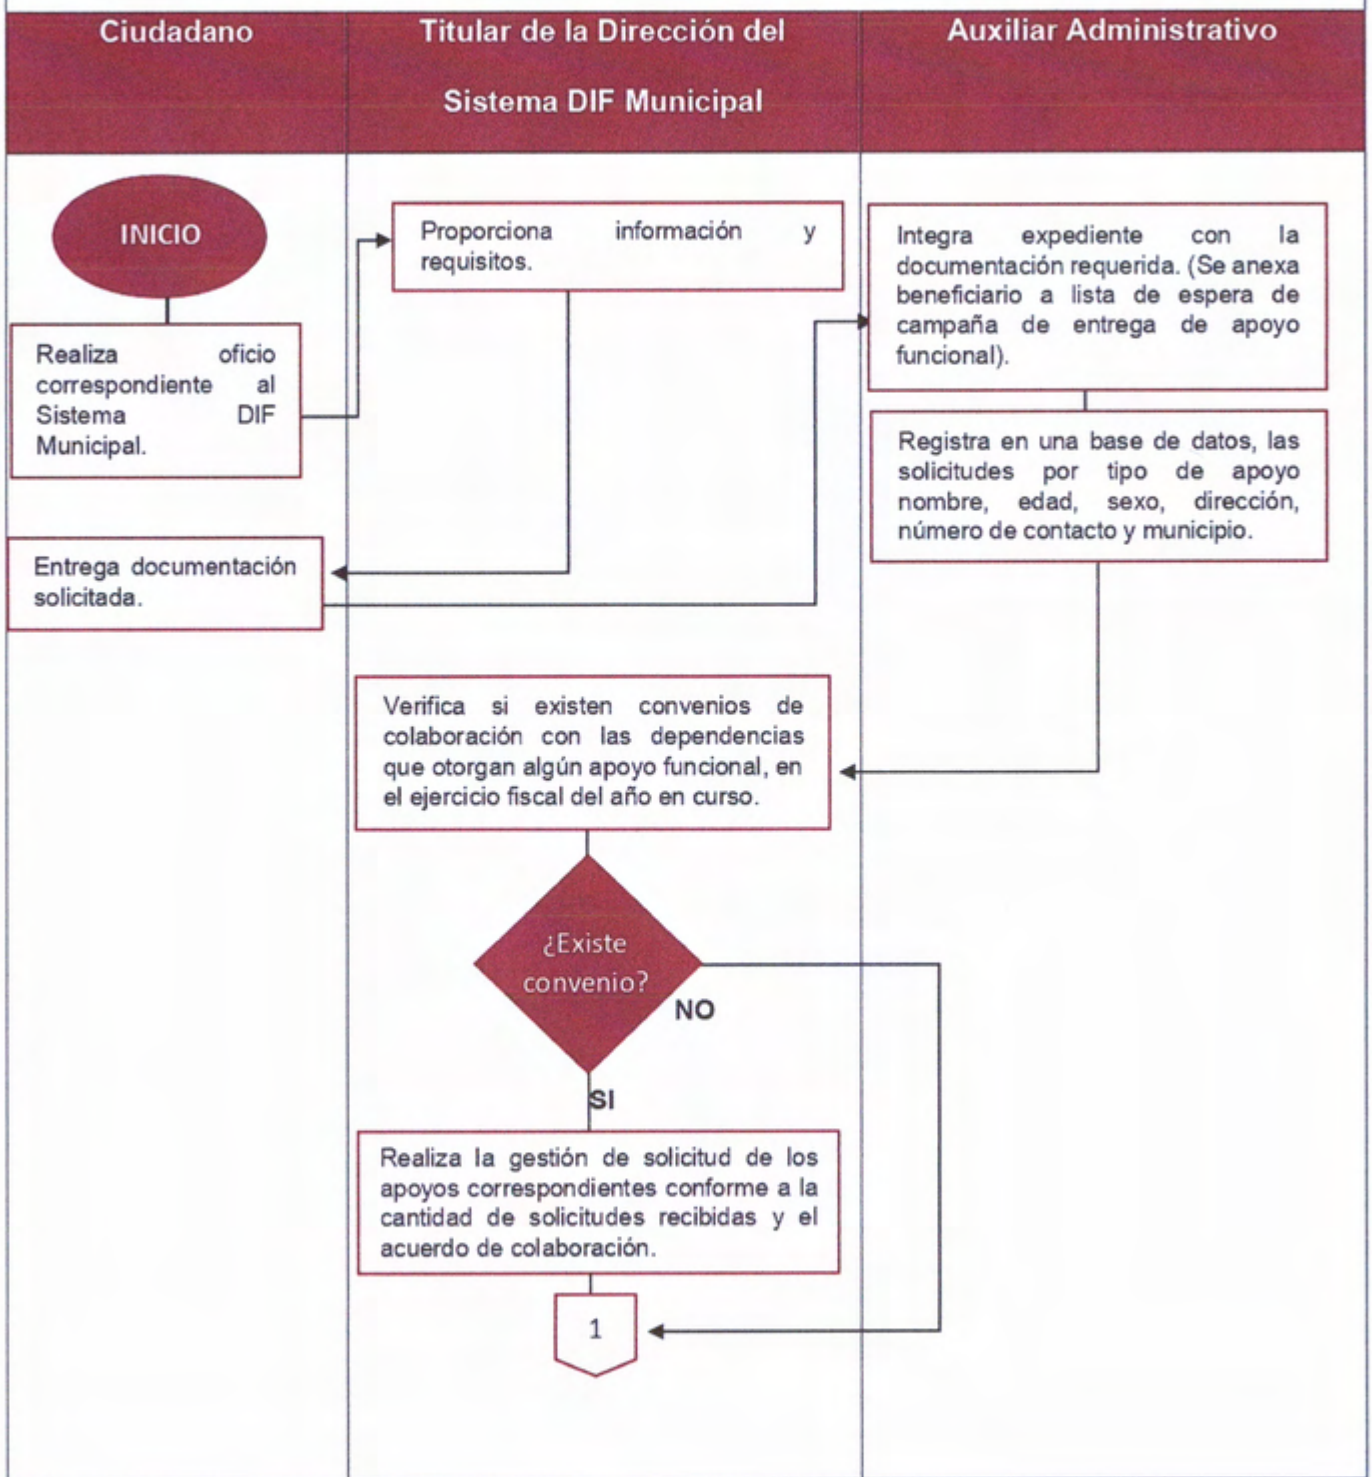 Ciudadano
Titular de la Dirección del
Sistema DIF Municipal
Auxiliar Administrativo
INICIO
Realiza oficio
correspondiente al
Sistema DIF
Municipal.
Proporciona información y
requisitos.
Entrega documentación
solicitada.
Integra expediente con la
documentación requerida. (Se anexa
beneficiario a lista de espera de
campaña de entrega de apoyo
funcional).
Registra en una base de datos, las
solicitudes por tipo de apoyo
nombre, edad, sexo, dirección,
número de contacto y municipio.
Verifica si existen convenios de
colaboración con las dependencias
que otorgan algún apoyo funcional, en
el ejercicio fiscal del año en curso.
¿Existe
convenio?
NO
SI
Realiza la gestión de solicitud de los
apoyos correspondientes conforme a la
cantidad de solicitudes recibidas y el
acuerdo de colaboración.
1